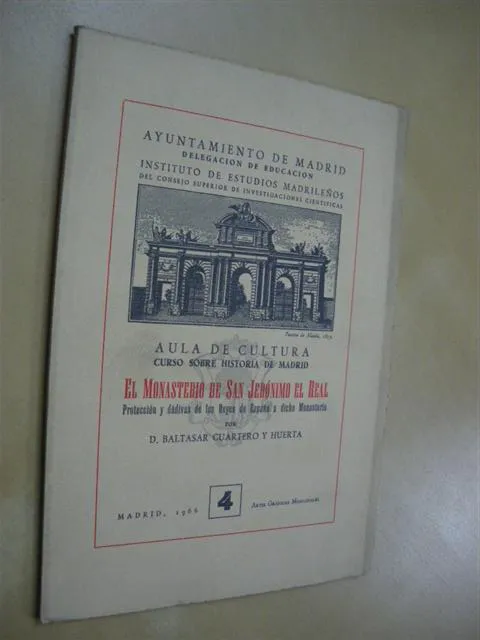 AYUNTAMIENTO DE MADRID
DELEGACION DE EDUCACION
INSTITUTO DE ESTUDIOS MADRILEÑOS
DEL CONSEJO SUPERIOR DE INVESTIGACIONES CIENTIFICAS
AULA DE CULTURA
CURSO SOBRE HISTORIA DE MADRID
EL MONASTERIO DE SAN JERÓNIMO EL REAL
Protección y dádivas de los Reyes de España a dicho Monasterio
POR
D. BALTASAR CUARTERO Y HUERTA
MADRID, 1966
4
ARTES GRÁFICAS MUNICIPALES